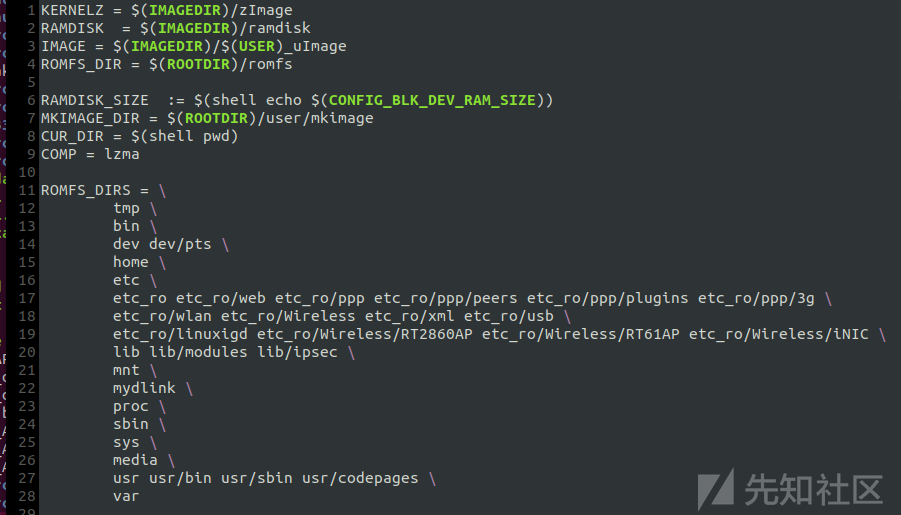 1 KERNELZ = $(IMAGEDIR)/zImage
2 RAMDISK  = $(IMAGEDIR)/ramdisk
3 IMAGE = $(IMAGEDIR)/$(USER)_uImage
4 ROMFS_DIR = $(ROOTDIR)/romfs
5
6 RAMDISK_SIZE  := $(shell echo $(CONFIG_BLK_DEV_RAM_SIZE))
7 MKIMAGE_DIR = $(ROOTDIR)/user/mkimage
8 CUR_DIR = $(shell pwd)
9 COMP = lzma
10
11 ROMFS_DIRS = \
12         tmp \
13         bin \
14         dev dev/pts \
15         home \
16         etc \
17         etc_ro etc_ro/web etc_ro/ppp etc_ro/ppp/peers etc_ro/ppp/plugins etc_ro/ppp/3g \
18         etc_ro/wlan etc_ro/Wireless etc_ro/xml etc_ro/usb \
19         etc_ro/linuxigd etc_ro/Wireless/RT2860AP etc_ro/Wireless/RT61AP etc_ro/Wireless/iNIC \
20         lib lib/modules lib/ipsec \
21         mnt \
22         mydlink \
23         proc \
24         sbin \
25         sys \
26         media \
27         usr usr/bin usr/sbin usr/codepages \
28         var
29
先知社区